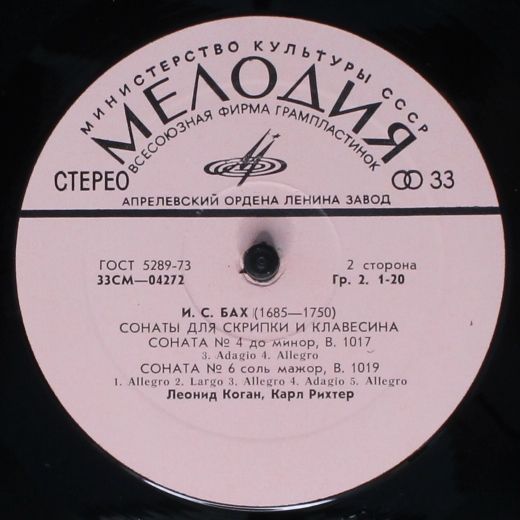 МИНИСТЕРСТВО КУЛЬТУРЫ СССР
МЕЛОДИЯ
ВСЕСОЮЗНАЯ ФИРМА ГРАМПЛАСТИНОК
СТЕРЕО 33
АПРЕЛЕВСКИЙ ОРДЕНА ЛЕНИНА ЗАВОД
ГОСТ 5289-73 2 сторона
33СМ—04272 Гр. 2. 1-20
И. С. БАХ (1685—1750)
СОНАТЫ ДЛЯ СКРИПКИ И КЛАВЕСИНА
СОНАТА № 4 до минор, В. 1017
3. Adagio 4. Allegro
СОНАТА № 6 соль мажор, В. 1019
1. Allegro 2. Largo 3. Allegro 4. Adagio 5. Allegro
Леонид Коган, Карл Рихтер